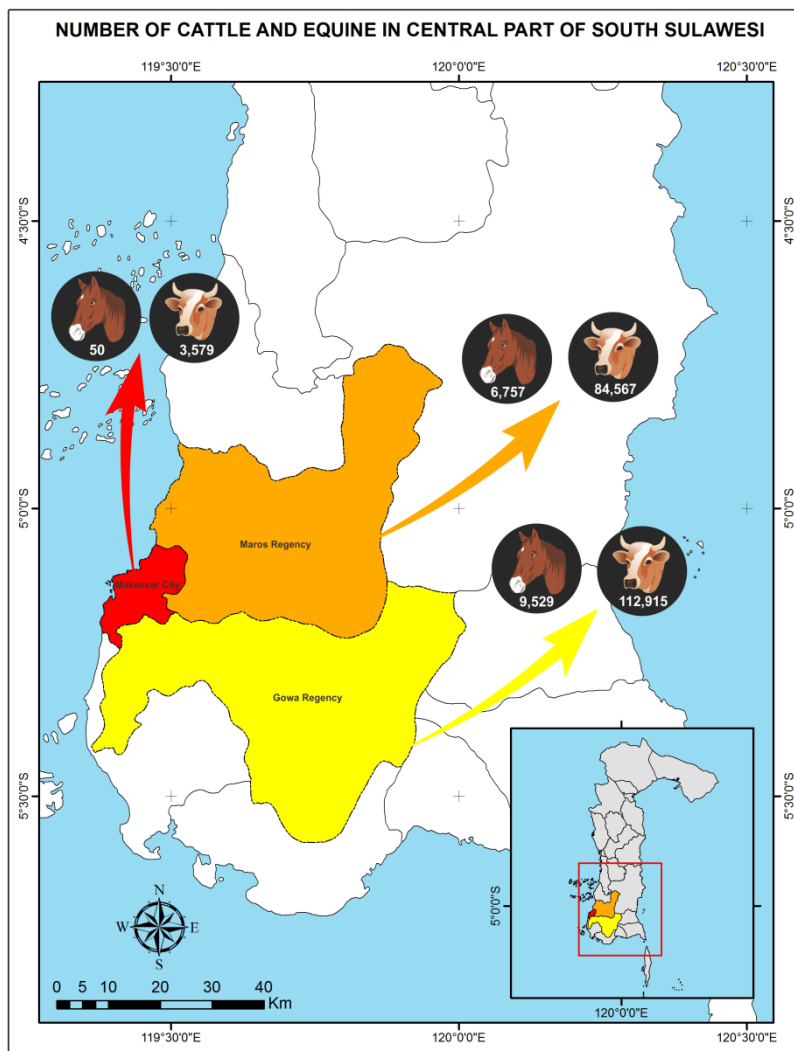 NUMBER OF CATTLE AND EQUINE IN CENTRAL PART OF SOUTH SULAWESI
119°30'0"E
120°0'0"E
120°30'0"E
4°30'0"S
4°30'0"S
50
3,579
6,757
84,567
5°0'0"S
5°0'0"S
Maros Regency
Makassar City
9,529
112,915
Gowa Regency
5°30'0"S
5°30'0"S
N
W
E
S
0 5 10 20 30 40
Km
5°0'0"S
120°0'0"E
119°30'0"E
120°0'0"E
120°30'0"E